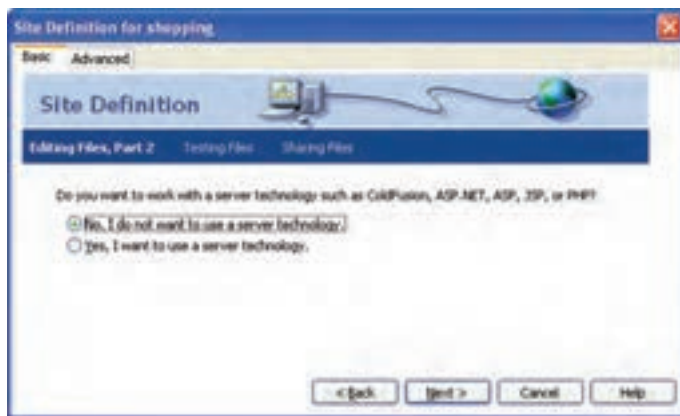 Site Definition for shopping
Basic Advanced
Site Definition
Editing Files, Part 2 Testing Files Sharing Files
Do you want to work with a server technology such as ColdFusion, ASP.NET, ASP, JSP, or PHP?
No, I do not want to use a server technology.
Yes, I want to use a server technology.
< Back Next > Cancel Help